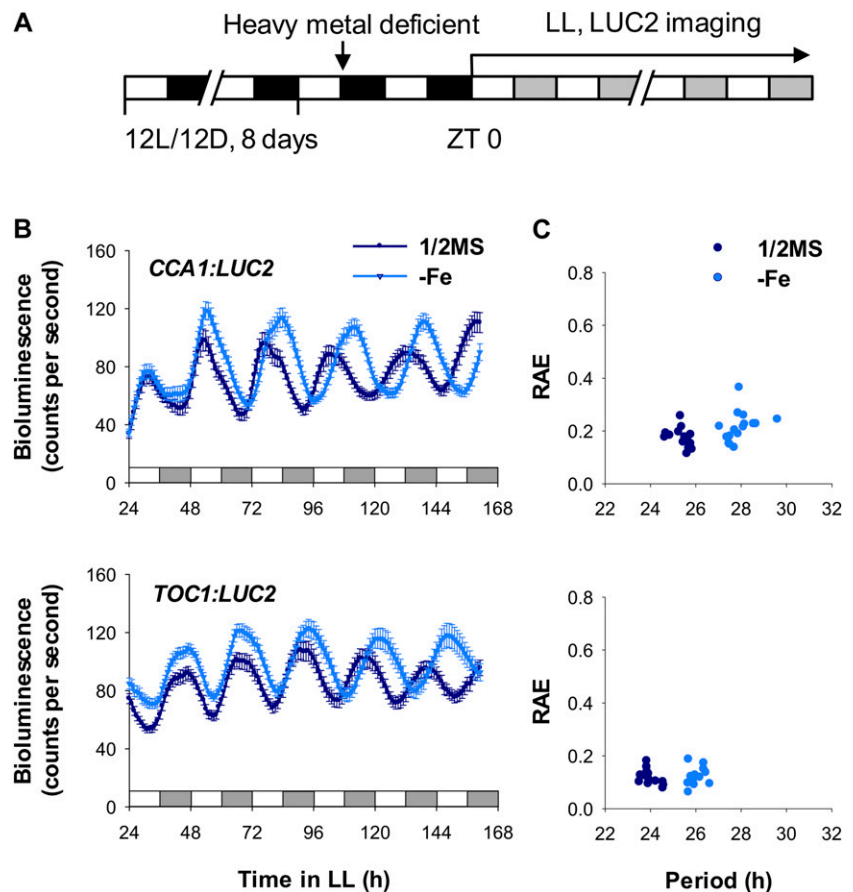 A
Heavy metal deficient
LL, LUC2 imaging
12L/12D, 8 days
ZT 0
B
160
120
80
40
0
Bioluminescence
(counts per second)
CCA1:LUC2
1/2MS
-Fe
24 48 72 96 120 144 168
C
1/2MS
-Fe
0.8
0.6
0.4
0.2
0.0
RAE
22 24 26 28 30 32
160
120
80
40
0
Bioluminescence
(counts per second)
TOC1:LUC2
24 48 72 96 120 144 168
Time in LL (h)
0.8
0.6
0.4
0.2
0.0
RAE
22 24 26 28 30 32
Period (h)